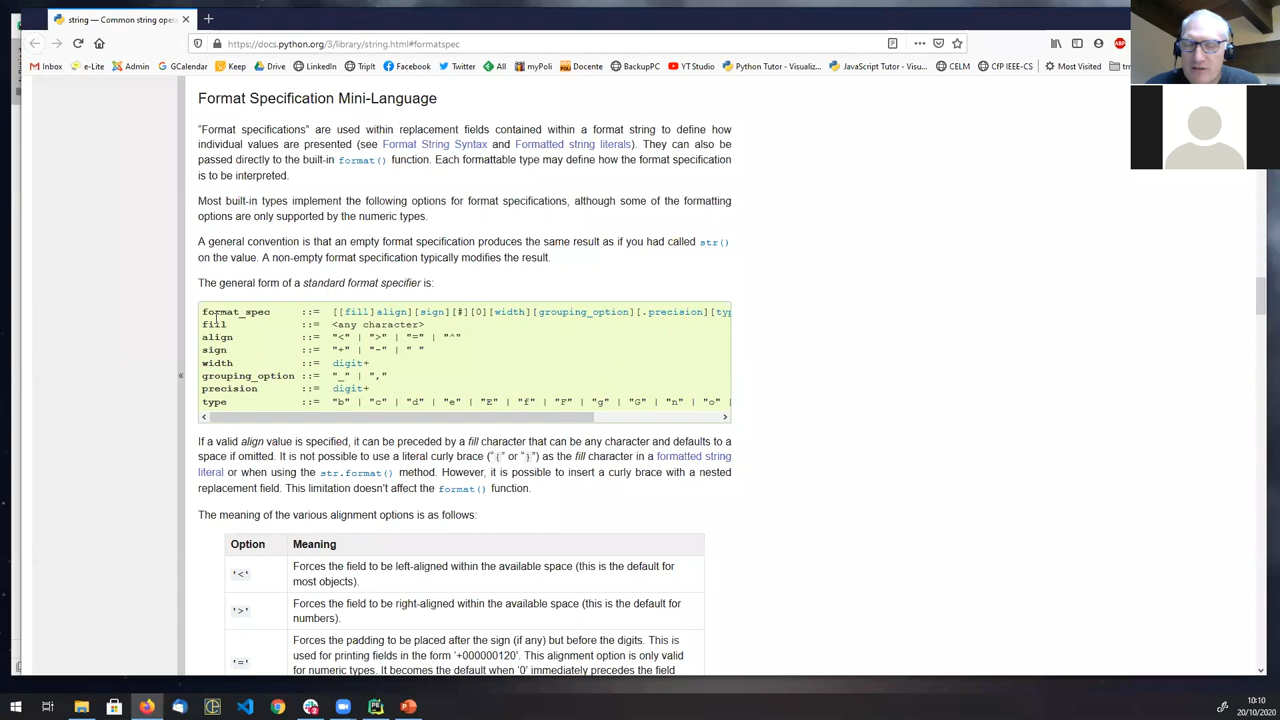 string — Common string opera
https://docs.python.org/3/library/string.html#formatspec
Inbox e-Lite Admin GCalendar Keep Drive LinkedIn TripIt Facebook Twitter All myPoli Docente BackupPC YT Studio Python Tutor - Visualiz... JavaScript Tutor - Visu... CELM CfP IEEE-CS Most Visited
Format Specification Mini-Language
“Format specifications” are used within replacement fields contained within a format string to define how
individual values are presented (see Format String Syntax and Formatted string literals). They can also be
passed directly to the built-in format() function. Each formattable type may define how the format specification
is to be interpreted.
Most built-in types implement the following options for format specifications, although some of the formatting
options are only supported by the numeric types.
A general convention is that an empty format specification produces the same result as if you had called str()
on the value. A non-empty format specification typically modifies the result.
The general form of a standard format specifier is:
format_spec ::= [[fill]align][sign][#][0][width][grouping_option][.precision][typ
fill ::= <any character>
align ::= "<" | ">" | "=" | "^"
sign ::= "+" | "-" | " "
width ::= digit+
grouping_option ::= "_" | ","
precision ::= digit+
type ::= "b" | "c" | "d" | "e" | "E" | "f" | "F" | "g" | "G" | "n" | "o" |
If a valid align value is specified, it can be preceded by a fill character that can be any character and defaults to a
space if omitted. It is not possible to use a literal curly brace (“{” or “}”) as the fill character in a formatted string
literal or when using the str.format() method. However, it is possible to insert a curly brace with a nested
replacement field. This limitation doesn't affect the format() function.
The meaning of the various alignment options is as follows:
Option Meaning
'<' Forces the field to be left-aligned within the available space (this is the default for
most objects).
'>' Forces the field to be right-aligned within the available space (this is the default for
numbers).
Forces the padding to be placed after the sign (if any) but before the digits. This is
used for printing fields in the form '+000000120'. This alignment option is only valid
'=' for numeric types. It becomes the default when '0' immediately precedes the field
10:10
20/10/2020